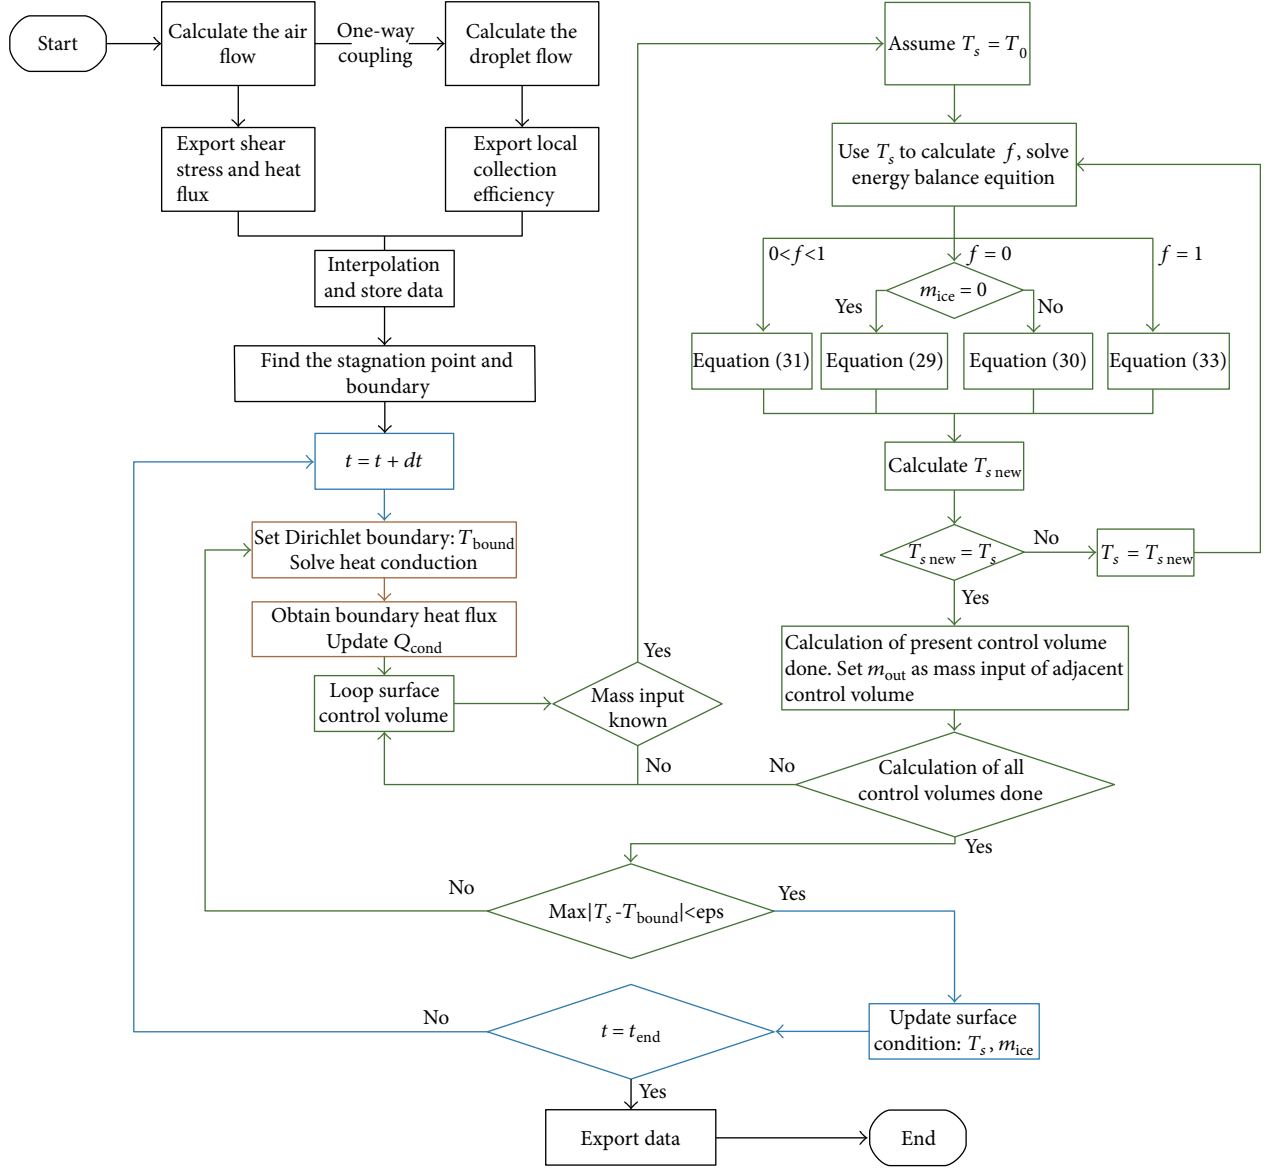 Start
Calculate the air
flow
One-way
coupling
Calculate the
droplet flow
Export shear
stress and heat
flux
Export local
collection
efficiency
Interpolation
and store data
Find the stagnation point and
boundary
t = t + dt
Set Dirichlet boundary: T_bound
Solve heat conduction
Obtain boundary heat flux
Update Q_cond
Loop surface
control volume
Mass input
known
Yes
No
Assume T_s = T_0
Use T_s to calculate f, solve
energy balance equition
0<f<1
f = 0
f = 1
m_ice = 0
Yes
No
Equation (31)
Equation (29)
Equation (30)
Equation (33)
Calculate T_s new
T_s new = T_s
No
T_s = T_s new
Yes
Calculation of present control volume
done. Set m_out as mass input of adjacent
control volume
Calculation of all
control volumes done
No
Yes
Max|T_s -T_bound|<eps
No
Yes
Update surface
condition: T_s, m_ice
t = t_end
No
Yes
Export data
End